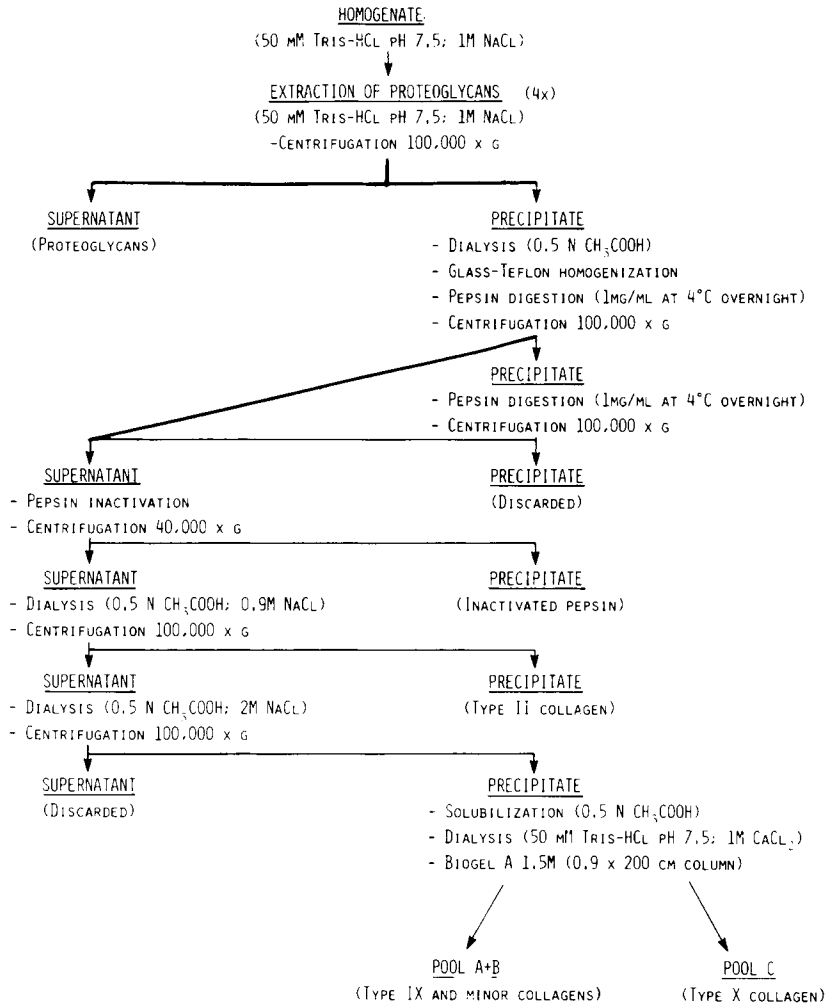 HOMOGENATE
(50 mM TRIS-HCL PH 7.5; 1M NACL)
EXTRACTION OF PROTEOGLYCANS (4X)
(50 mM TRIS-HCL PH 7.5; 1M NACL)
-CENTRIFUGATION 100,000 X G
SUPERNATANT
(PROTEOGLYCANS)
PRECIPITATE
- DIALYSIS (0.5 N CH₃COOH)
- GLASS-TEFLON HOMOGENIZATION
- PEPSIN DIGESTION (1MG/ML AT 4°C OVERNIGHT)
- CENTRIFUGATION 100,000 X G
PRECIPITATE
- PEPSIN DIGESTION (1MG/ML AT 4°C OVERNIGHT)
- CENTRIFUGATION 100,000 X G
SUPERNATANT
- PEPSIN INACTIVATION
- CENTRIFUGATION 40,000 X G
PRECIPITATE
(DISCARDED)
SUPERNATANT
- DIALYSIS (0.5 N CH₃COOH; 0.9M NACL)
- CENTRIFUGATION 100,000 X G
PRECIPITATE
(INACTIVATED PEPSIN)
SUPERNATANT
- DIALYSIS (0.5 N CH₃COOH; 2M NACL)
- CENTRIFUGATION 100,000 X G
PRECIPITATE
(TYPE II COLLAGEN)
SUPERNATANT
(DISCARDED)
PRECIPITATE
- SOLUBILIZATION (0.5 N CH₃COOH)
- DIALYSIS (50 mM TRIS-HCL PH 7.5; 1M CACL₂)
- BIOGEL A 1.5M (0.9 X 200 CM COLUMN)
POOL A+B
(TYPE IX AND MINOR COLLAGENS)
POOL C
(TYPE X COLLAGEN)